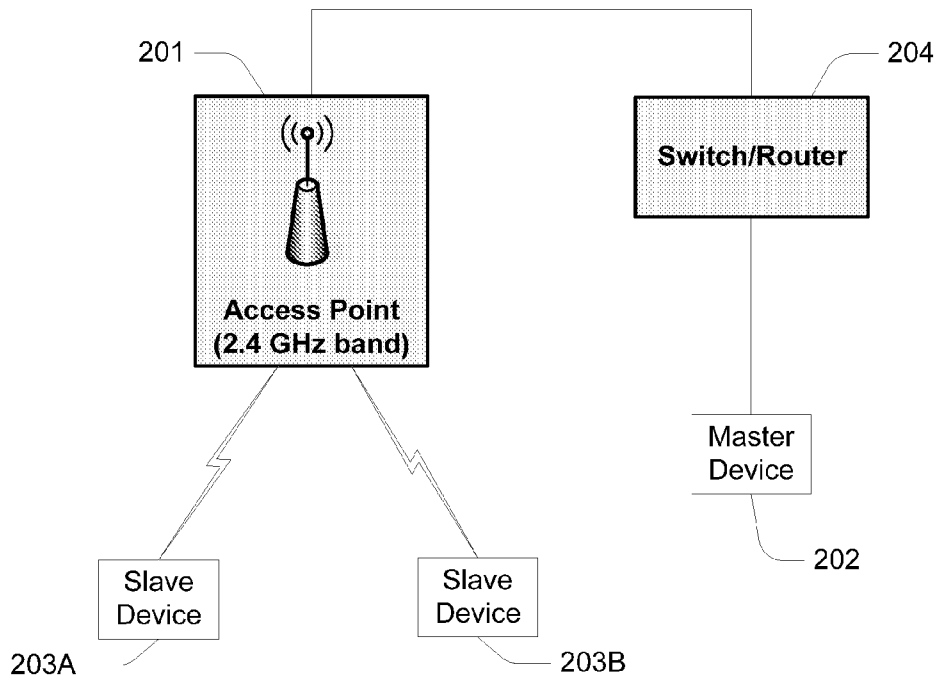 201
204
Switch/Router
Access Point
(2.4 GHz band)
Master
Device
202
Slave
Device
Slave
Device
203A
203B